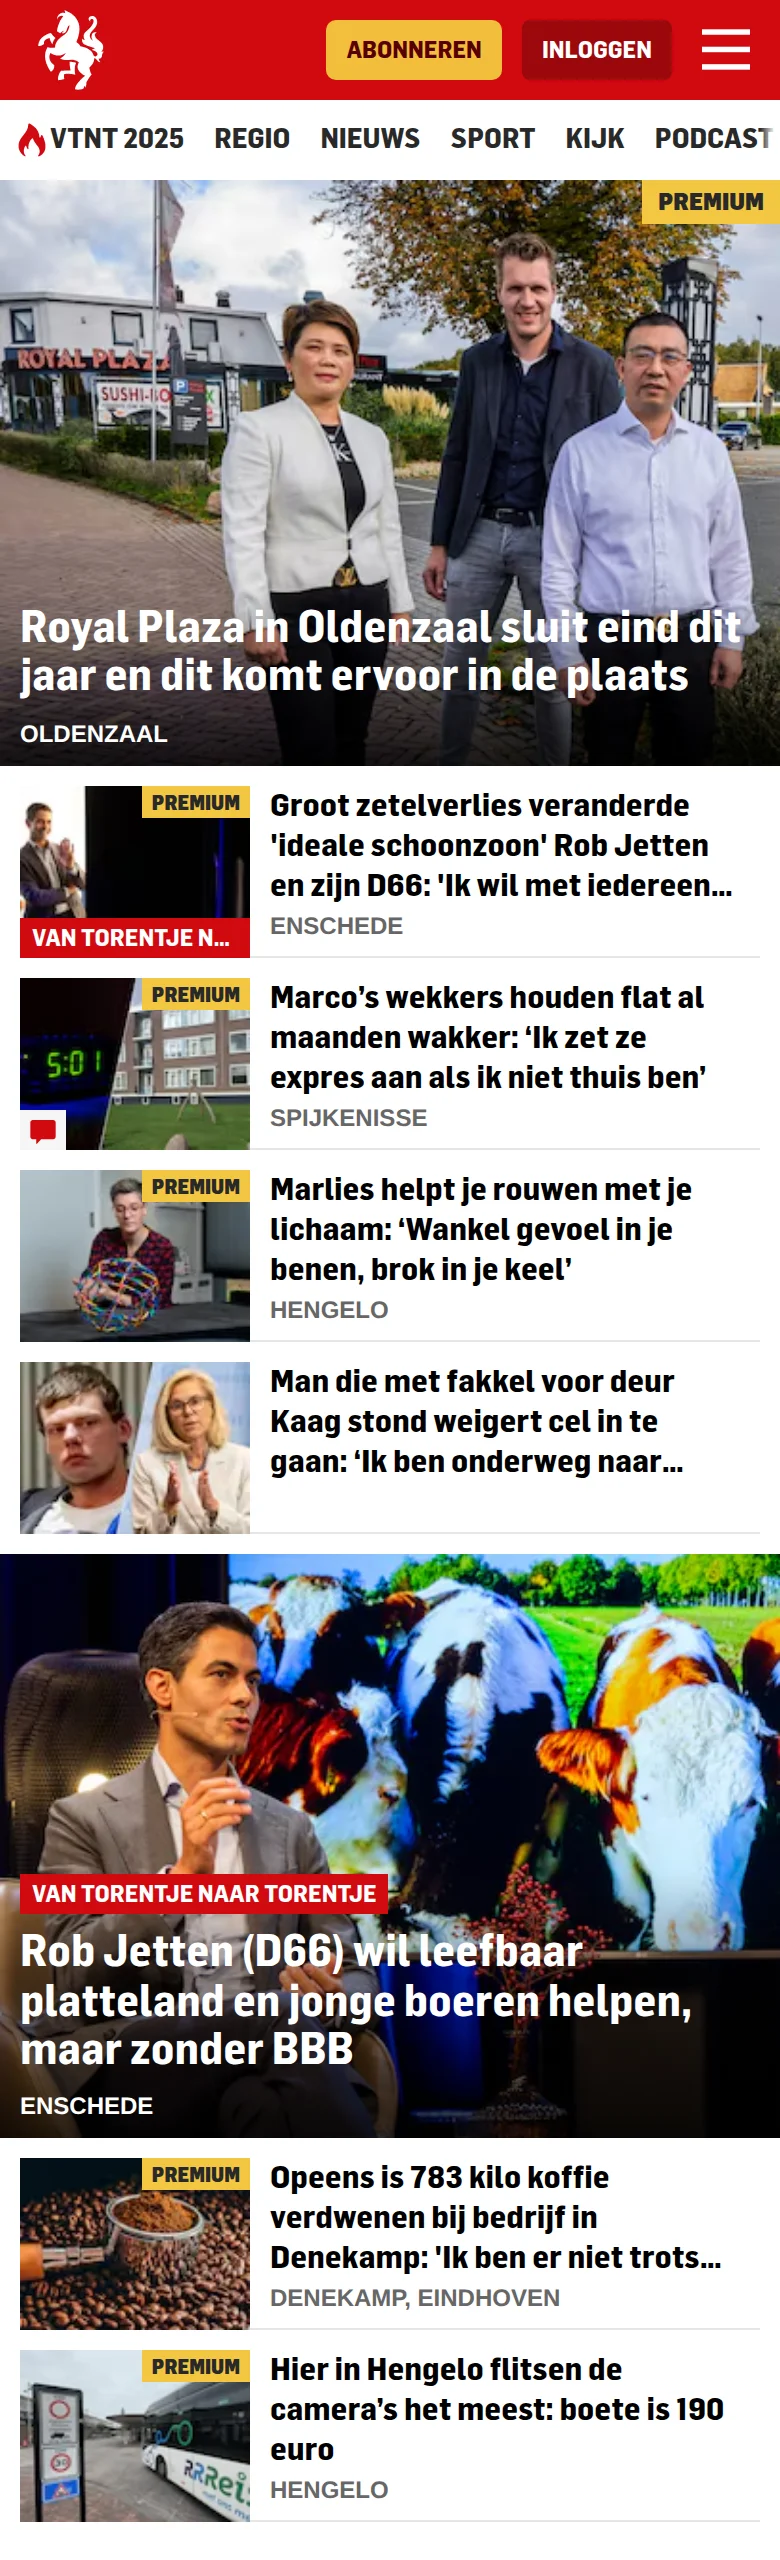 ABONNEREN
INLOGGEN
VTNT 2025 REGIO NIEUWS SPORT KIJK PODCAST
PREMIUM
ROYAL PLAZA
P
Royal Plaza in Oldenzaal sluit eind dit
jaar en dit komt ervoor in de plaats
OLDENZAAL
PREMIUM
VAN TORENTJE N...
Groot zetelverlies veranderde
'ideale schoonzoon' Rob Jetten
en zijn D66: 'Ik wil met iedereen...
ENSCHEDE
PREMIUM
5:01
Marco’s wekkers houden flat al
maanden wakker: ‘Ik zet ze
expres aan als ik niet thuis ben’
SPIJKENISSE
PREMIUM
Marlies helpt je rouwen met je
lichaam: ‘Wankel gevoel in je
benen, brok in je keel’
HENGELO
Man die met fakkel voor deur
Kaag stond weigert cel in te
gaan: ‘Ik ben onderweg naar...
VAN TORENTJE NAAR TORENTJE
Rob Jetten (D66) wil leefbaar
platteland en jonge boeren helpen,
maar zonder BBB
ENSCHEDE
PREMIUM
Opeens is 783 kilo koffie
verdwenen bij bedrijf in
Denekamp: 'Ik ben er niet trots...
DENEKAMP, EINDHOVEN
PREMIUM
30
Hier in Hengelo flitsen de
camera’s het meest: boete is 190
euro
HENGELO